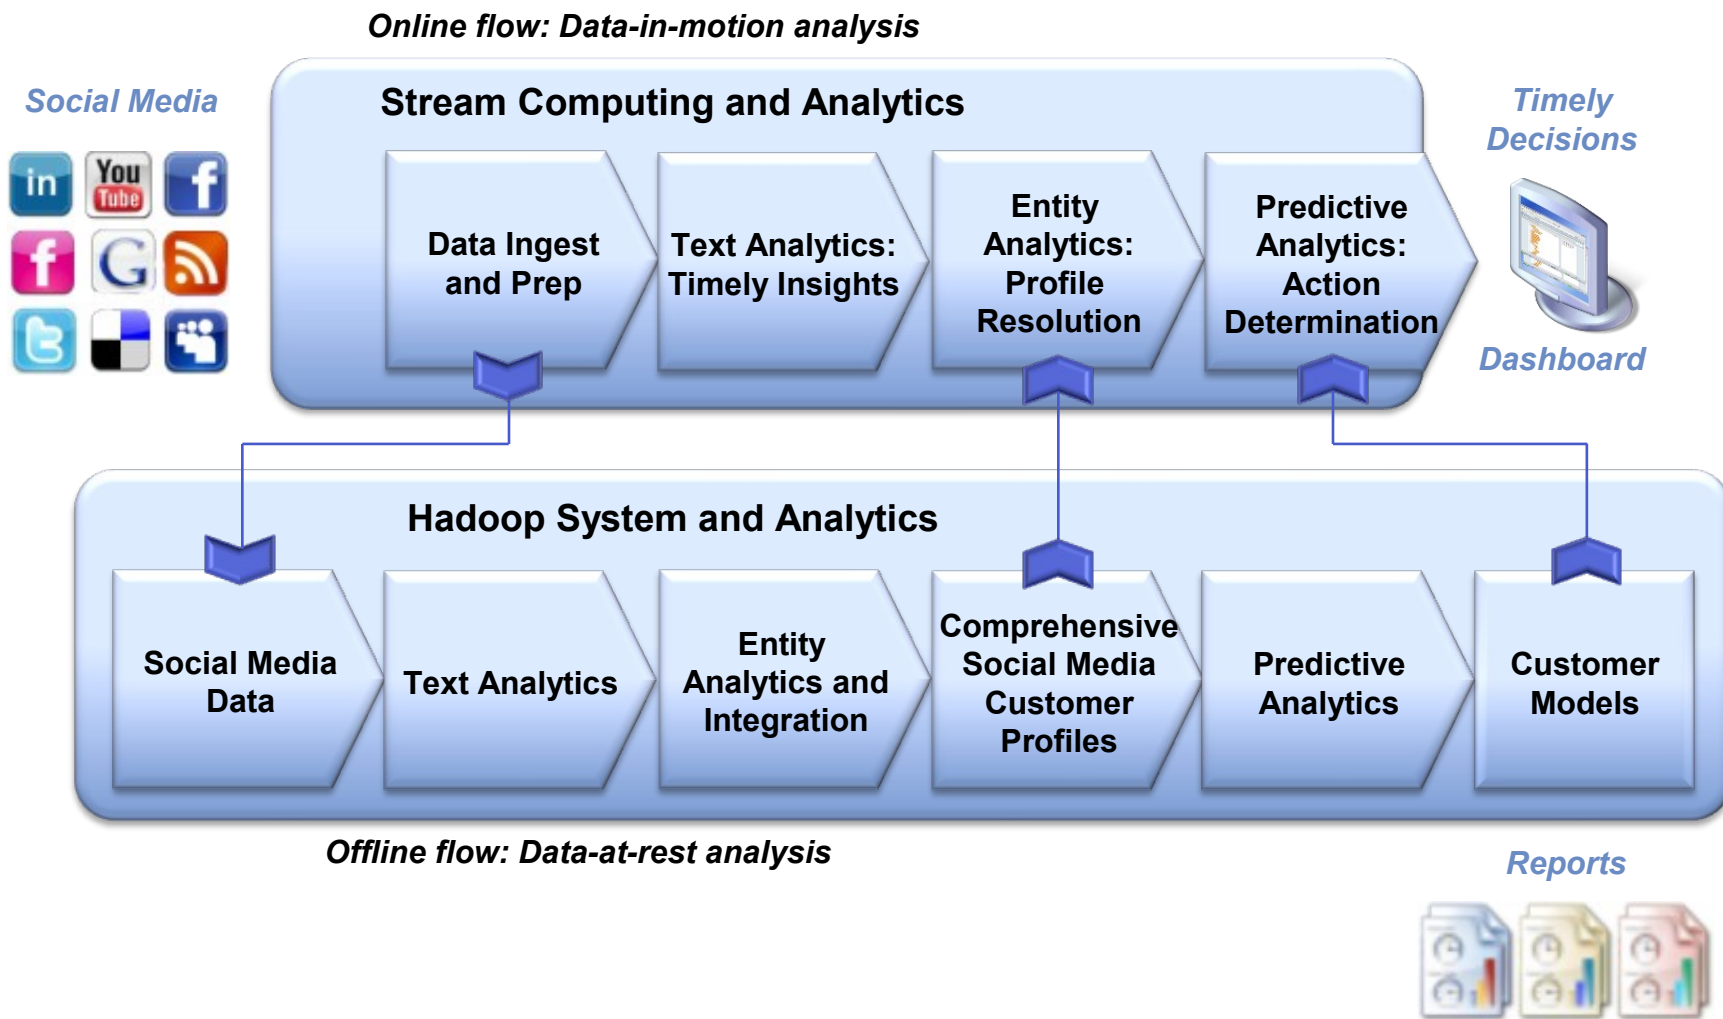 Online flow: Data-in-motion analysis
Social Media
in
You
Tube
f
f
G
t
Stream Computing and Analytics
Data Ingest
and Prep
Text Analytics:
Timely Insights
Entity
Analytics:
Profile
Resolution
Predictive
Analytics:
Action
Determination
Timely
Decisions
Dashboard
Hadoop System and Analytics
Social Media
Data
Text Analytics
Entity
Analytics and
Integration
Comprehensive
Social Media
Customer
Profiles
Predictive
Analytics
Customer
Models
Offline flow: Data-at-rest analysis
Reports